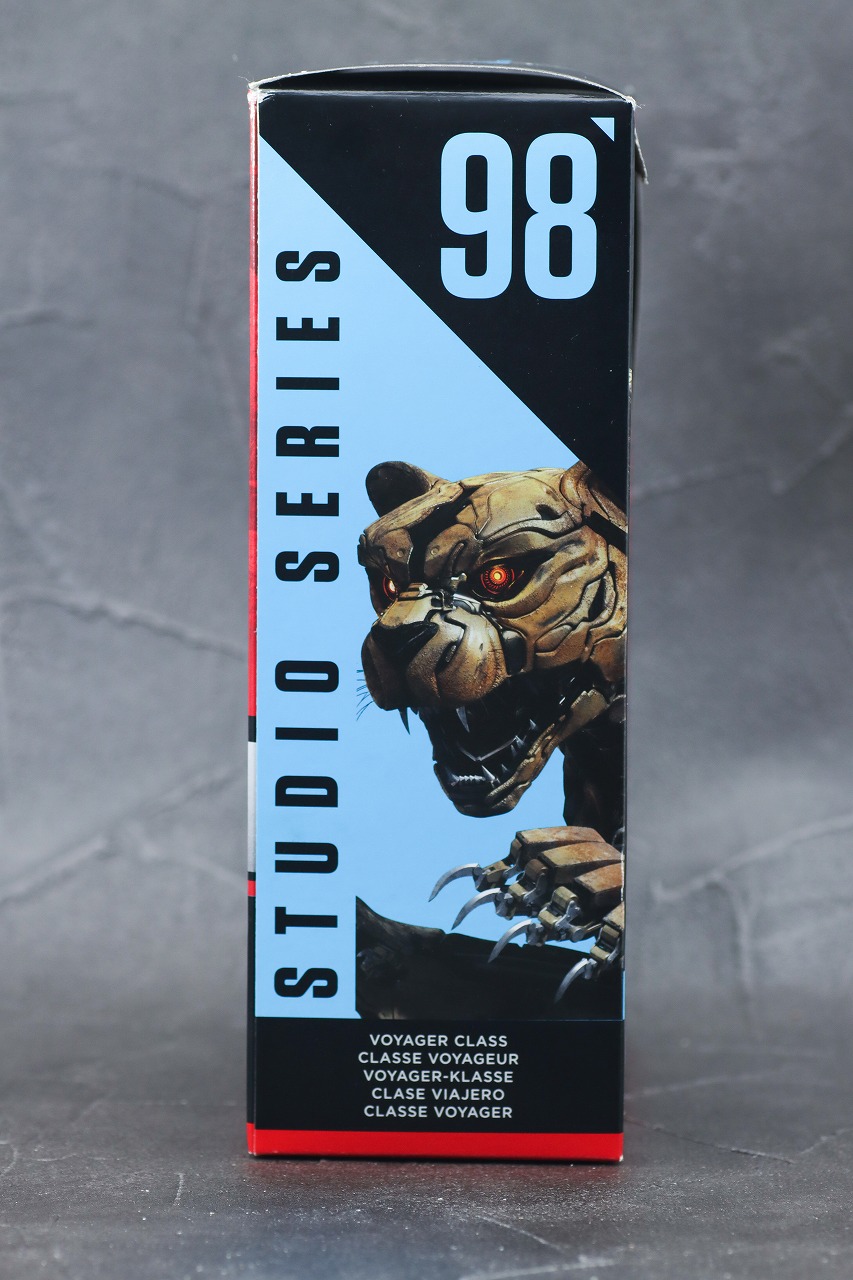 98
STUDIO SERIES
VOYAGER CLASS
CLASSE VOYAGEUR
VOYAGER-KLASSE
CLASE VIAJERO
CLASSE VOYAGER